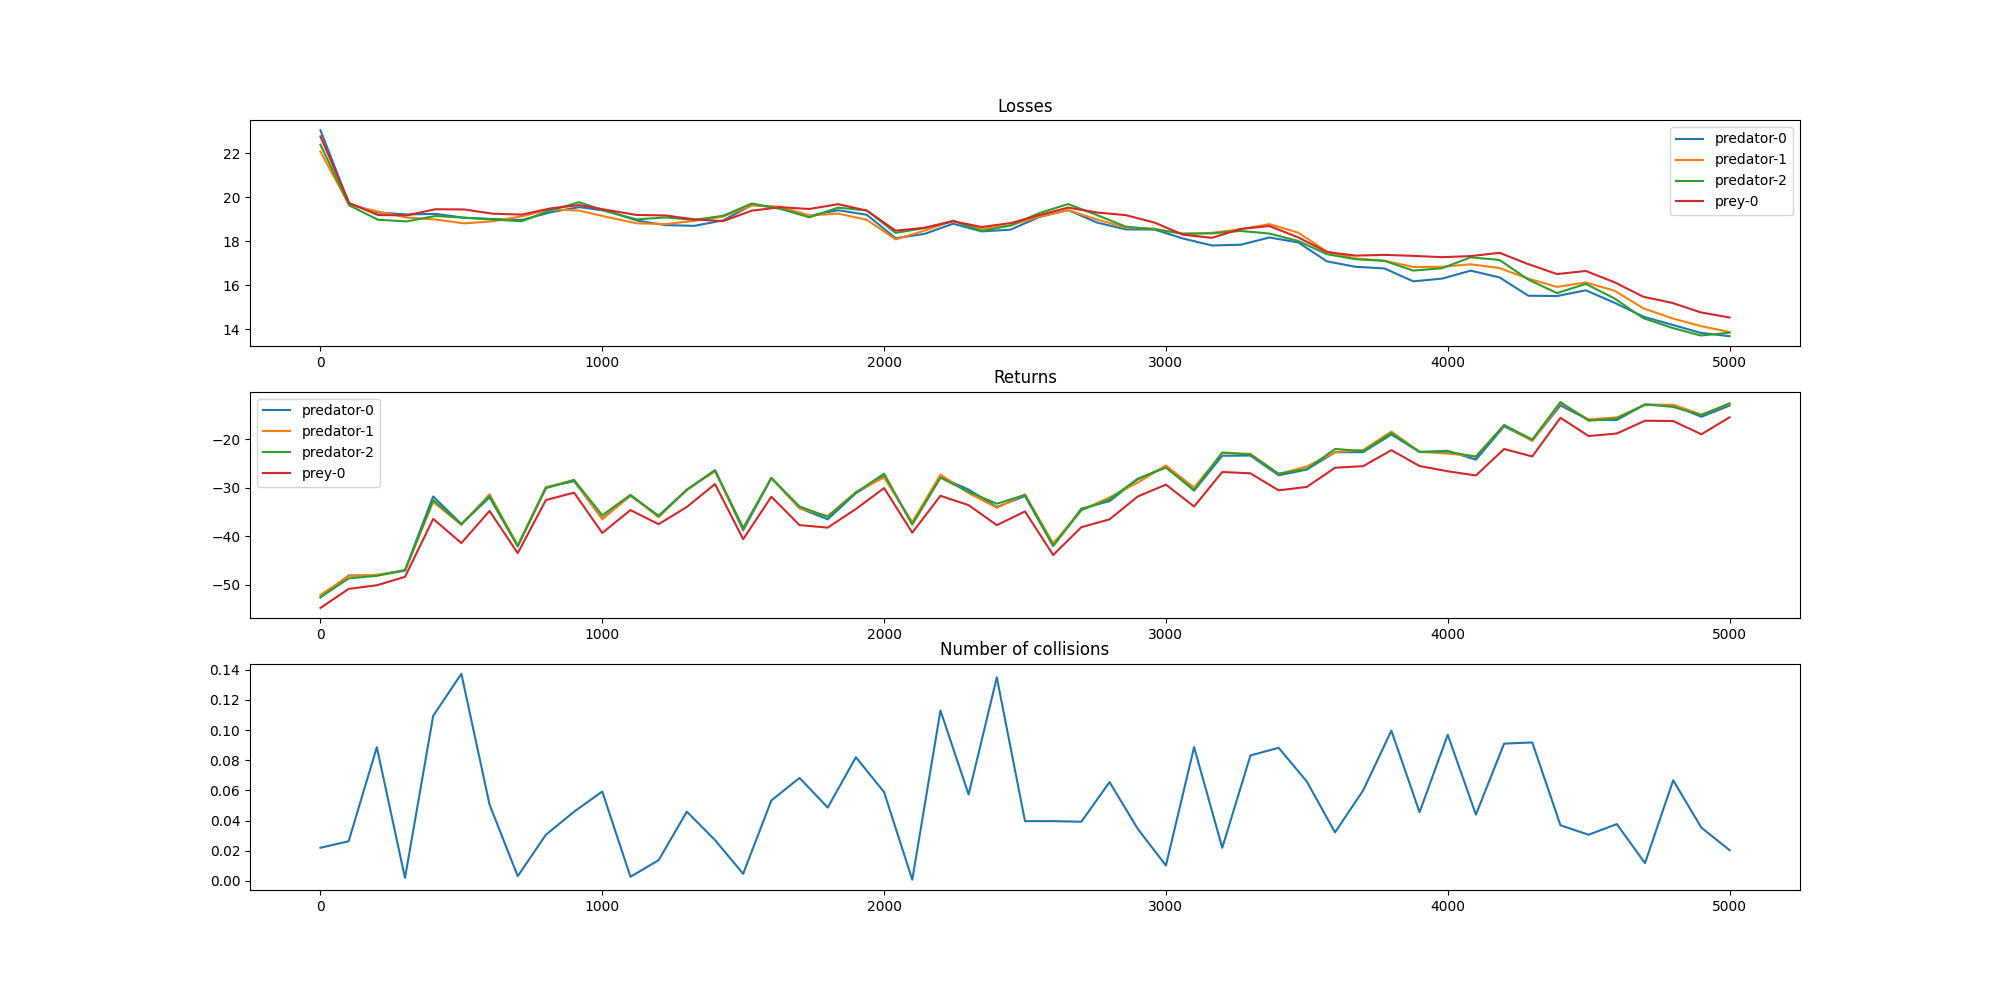 Losses
22
20
18
16
14
predator-0
predator-1
predator-2
prey-0
0 1000 2000 3000 4000 5000
Returns
−20
−30
−40
−50
predator-0
predator-1
predator-2
prey-0
0 1000 2000 3000 4000 5000
Number of collisions
0.14
0.12
0.10
0.08
0.06
0.04
0.02
0.00
0 1000 2000 3000 4000 5000